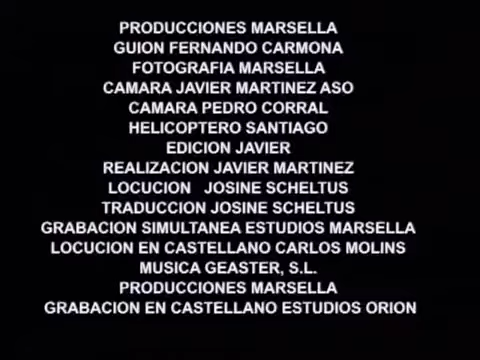 PRODUCCIONES MARSELLA
GUION FERNANDO CARMONA
FOTOGRAFIA MARSELLA
CAMARA JAVIER MARTINEZ ASO
CAMARA PEDRO CORRAL
HELICOPTERO SANTIAGO
EDICION JAVIER
REALIZACION JAVIER MARTINEZ
LOCUCION JOSINE SCHELTUS
TRADUCCION JOSINE SCHELTUS
GRABACION SIMULTANEA ESTUDIOS MARSELLA
LOCUCION EN CASTELLANO CARLOS MOLINS
MUSICA GEASTER, S.L.
PRODUCCIONES MARSELLA
GRABACION EN CASTELLANO ESTUDIOS ORION